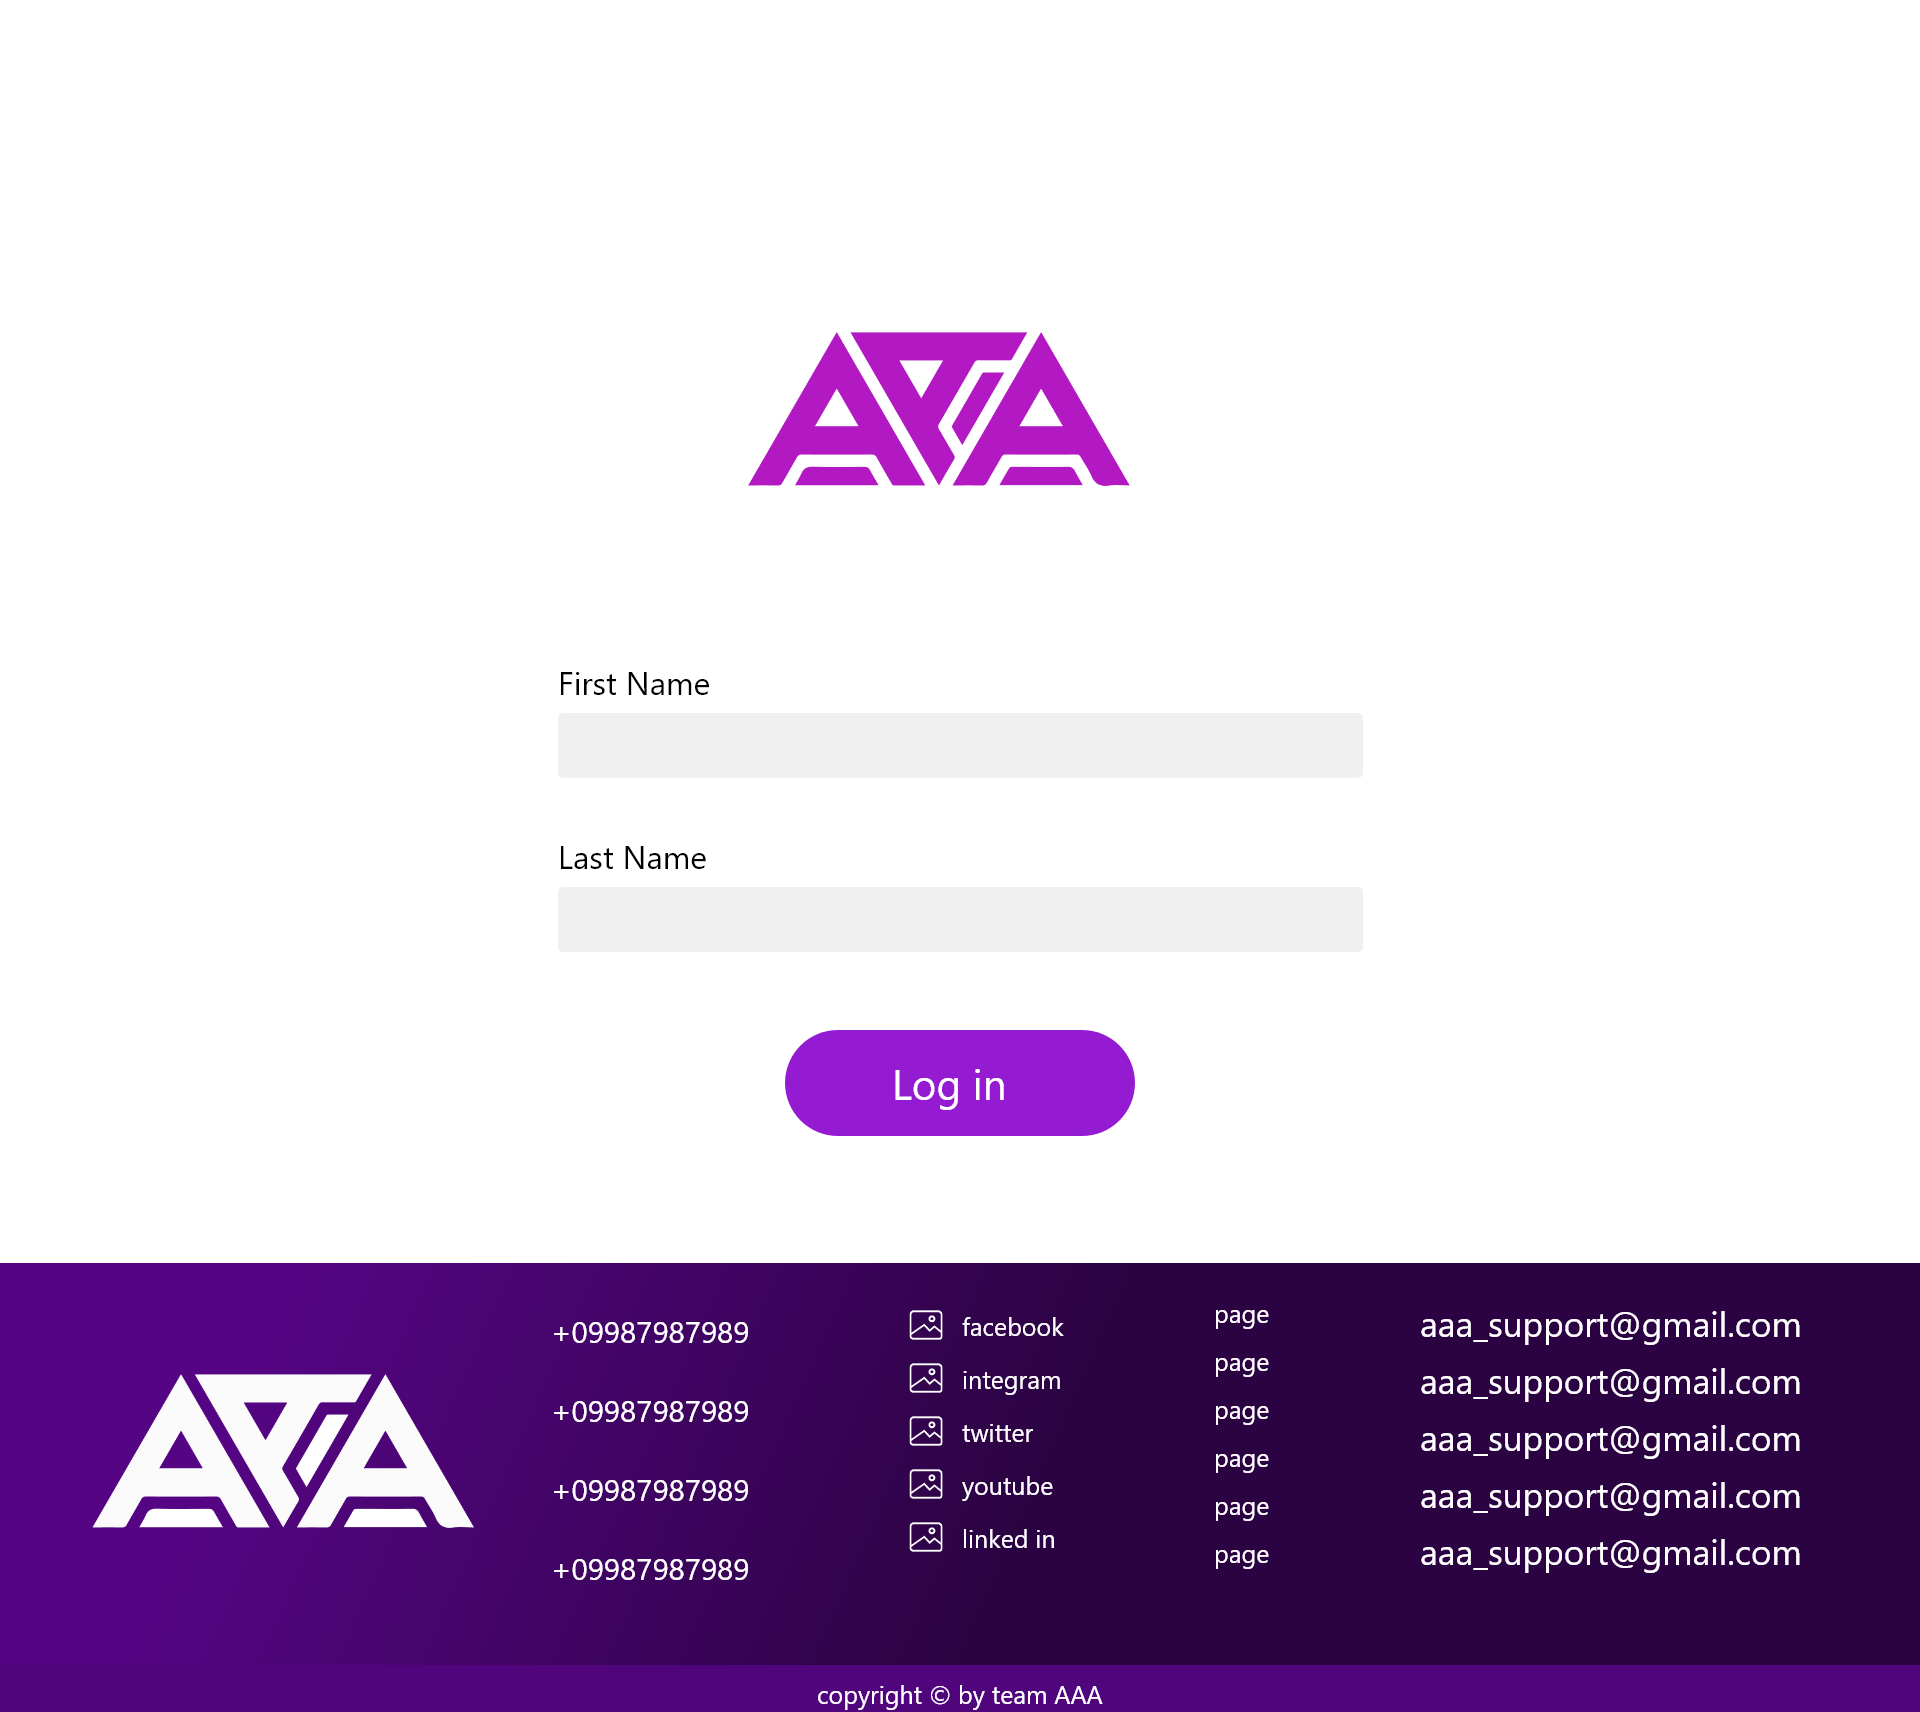 AAA
First Name
Last Name
Log in
AAA
+09987987989
+09987987989
+09987987989
+09987987989
facebook
integram
twitter
youtube
linked in
page
page
page
page
page
page
aaa_support@gmail.com
aaa_support@gmail.com
aaa_support@gmail.com
aaa_support@gmail.com
aaa_support@gmail.com
copyright © by team AAA